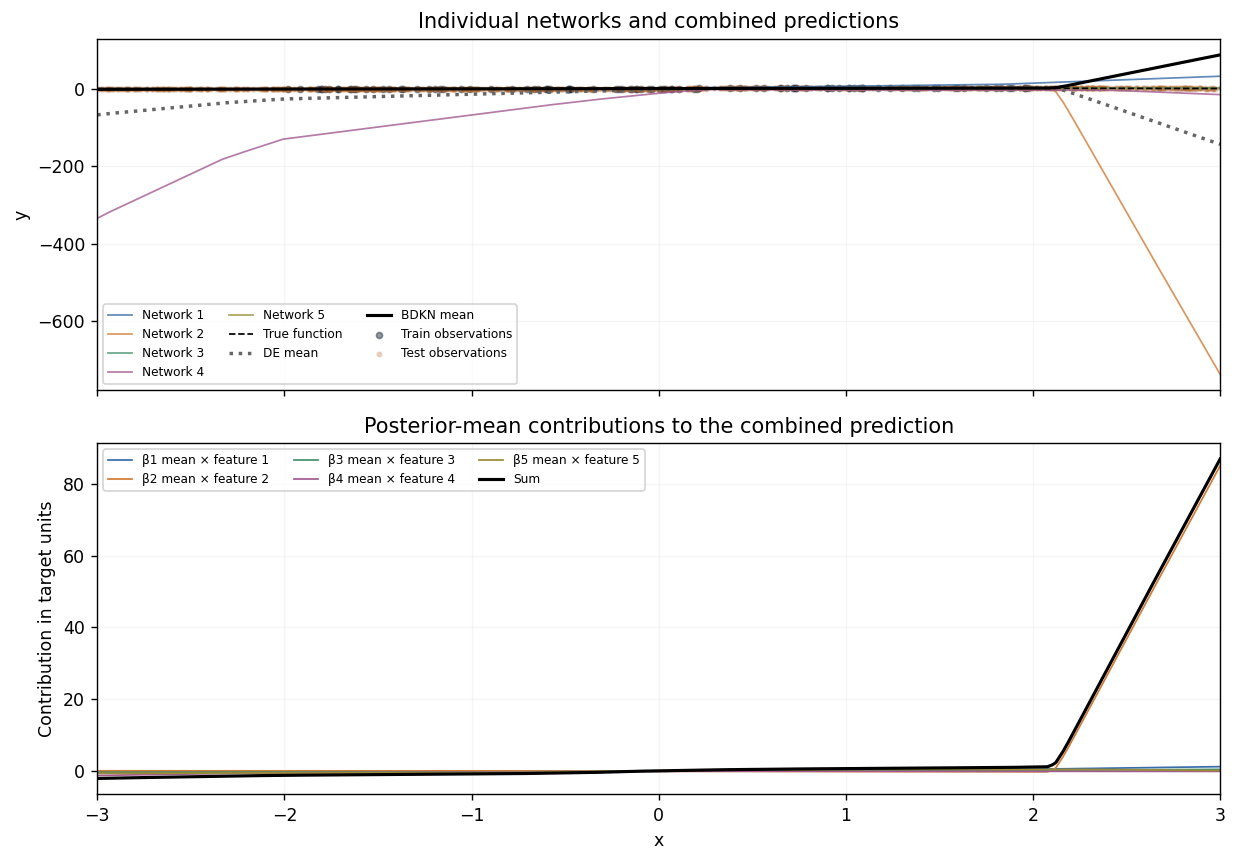 Individual networks and combined predictions
y
0
−200
−400
−600
Network 1
Network 2
Network 3
Network 4
Network 5
True function
DE mean
BDKN mean
Train observations
Test observations
Posterior-mean contributions to the combined prediction
Contribution in target units
80
60
40
20
0
β1 mean × feature 1
β2 mean × feature 2
β3 mean × feature 3
β4 mean × feature 4
β5 mean × feature 5
Sum
−3 −2 −1 0 1 2 3
x